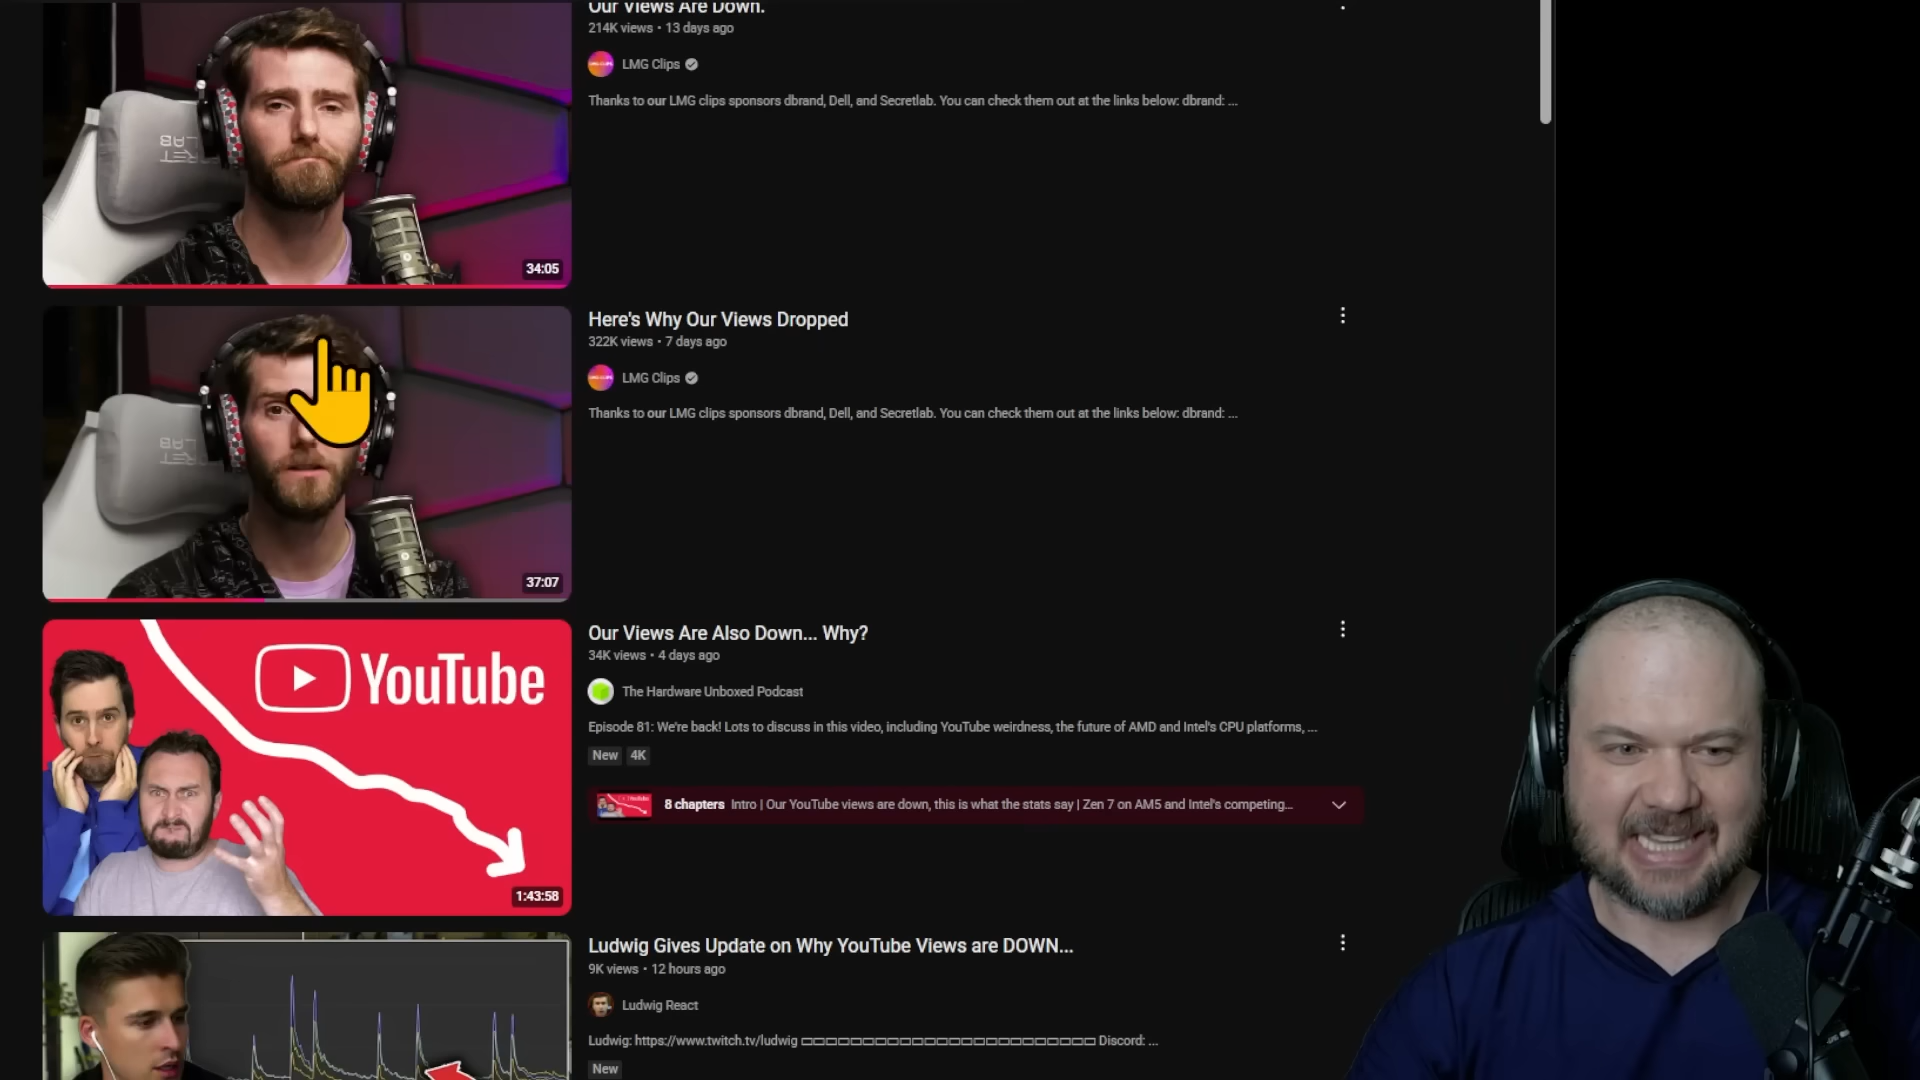 Our Views Are Down.
214K views • 13 days ago
LMG Clips
Thanks to our LMG clips sponsors dbrand, Dell, and Secretlab. You can check them out at the links below: dbrand: ...
34:05
Here's Why Our Views Dropped
322K views • 7 days ago
LMG Clips
Thanks to our LMG clips sponsors dbrand, Dell, and Secretlab. You can check them out at the links below: dbrand: ...
37:07
YouTube
1:43:58
Our Views Are Also Down... Why?
34K views • 4 days ago
The Hardware Unboxed Podcast
Episode 81: We're back! Lots to discuss in this video, including YouTube weirdness, the future of AMD and Intel's CPU platforms, ...
New 4K
8 chapters Intro | Our YouTube views are down, this is what the stats say | Zen 7 on AM5 and Intel's competing...
Ludwig Gives Update on Why YouTube Views are DOWN...
9K views • 12 hours ago
Ludwig React
Ludwig: https://www.twitch.tv/ludwig ▭▭▭▭▭▭▭▭▭▭▭▭▭▭▭▭▭▭▭▭▭▭▭▭ Discord: ...
New